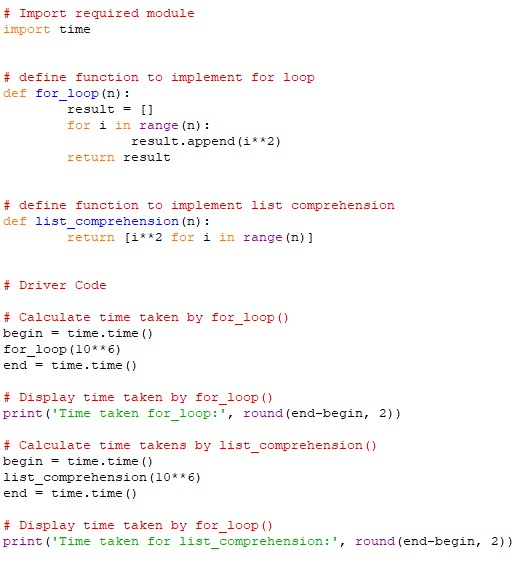 # Import required module
import time
# define function to implement for loop
def for_loop(n):
        result = []
        for i in range(n):
                result.append(i**2)
        return result
# define function to implement list comprehension
def list_comprehension(n):
        return [i**2 for i in range(n)]
# Driver Code
# Calculate time taken by for_loop()
begin = time.time()
for_loop(10**6)
end = time.time()
# Display time taken by for_loop()
print('Time taken for_loop:', round(end-begin, 2))
# Calculate time takens by list_comprehension()
begin = time.time()
list_comprehension(10**6)
end = time.time()
# Display time taken by for_loop()
print('Time taken for list_comprehension:', round(end-begin, 2))